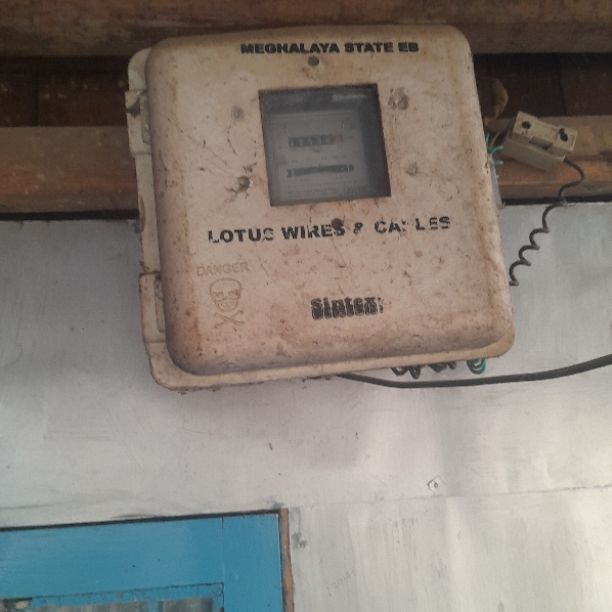 MEGHALAYA STATE EB
LOTUS WIRES & CABLES
DANGER
Sintex